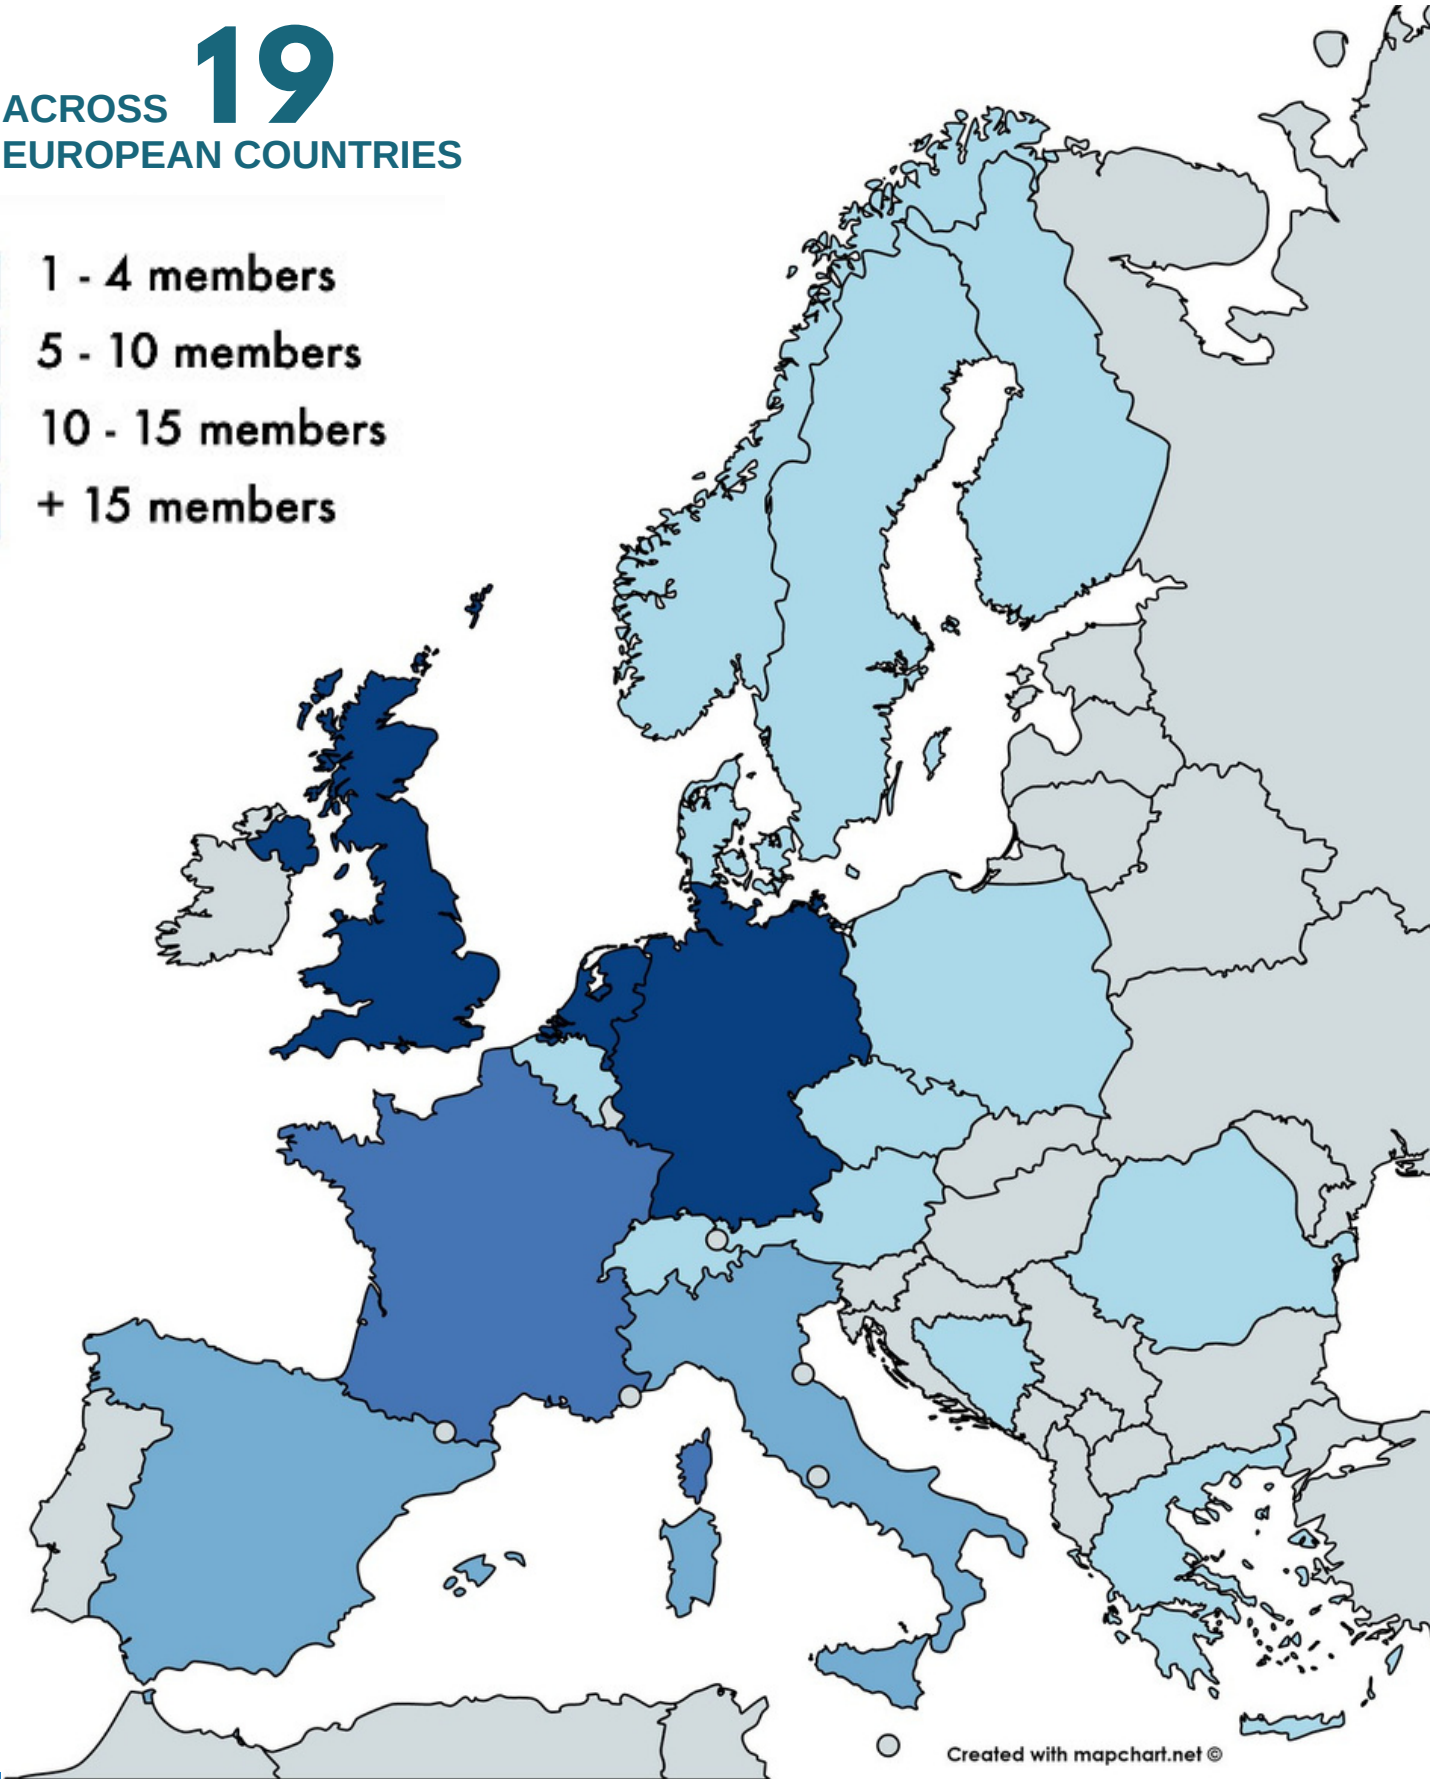 ACROSS 19
EUROPEAN COUNTRIES
1 - 4 members
5 - 10 members
10 - 15 members
+ 15 members
Created with mapchart.net ©